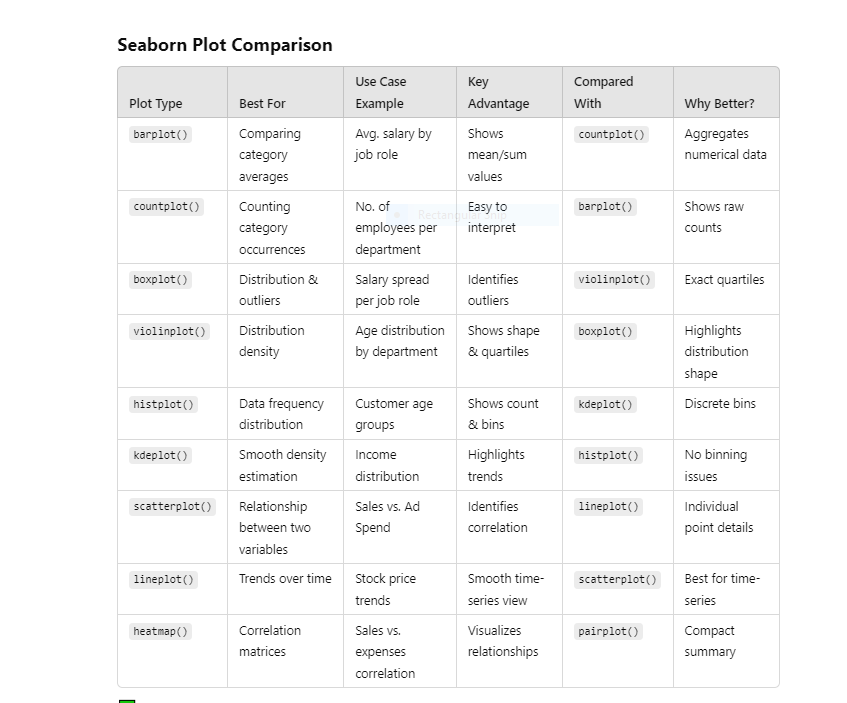 Seaborn Plot Comparison
Plot Type
Best For
Use Case
Example
Key
Advantage
Compared
With
Why Better?
barplot()
Comparing
category
averages
Avg. salary by
job role
Shows
mean/sum
values
countplot()
Aggregates
numerical data
countplot()
Counting
category
occurrences
No. of
employees per
department
Easy to
interpret
barplot()
Shows raw
counts
boxplot()
Distribution &
outliers
Salary spread
per job role
Identifies
outliers
violinplot()
Exact quartiles
violinplot()
Distribution
density
Age distribution
by department
Shows shape
& quartiles
boxplot()
Highlights
distribution
shape
histplot()
Data frequency
distribution
Customer age
groups
Shows count
& bins
kdeplot()
Discrete bins
kdeplot()
Smooth density
estimation
Income
distribution
Highlights
trends
histplot()
No binning
issues
scatterplot()
Relationship
between two
variables
Sales vs. Ad
Spend
Identifies
correlation
lineplot()
Individual
point details
lineplot()
Trends over time
Stock price
trends
Smooth time-
series view
scatterplot()
Best for time-
series
heatmap()
Correlation
matrices
Sales vs.
expenses
correlation
Visualizes
relationships
pairplot()
Compact
summary